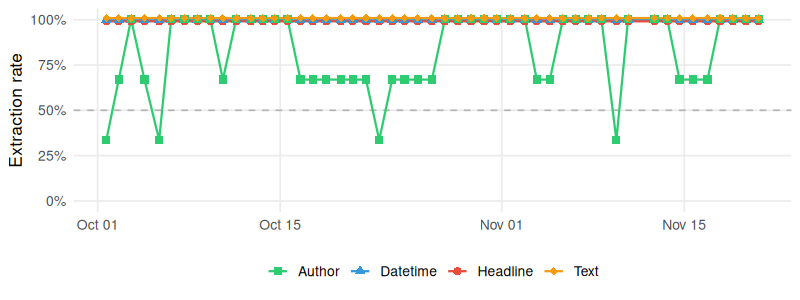 Extraction rate
100%
75%
50%
25%
0%
Oct 01 Oct 15 Nov 01 Nov 15
Author Datetime Headline Text